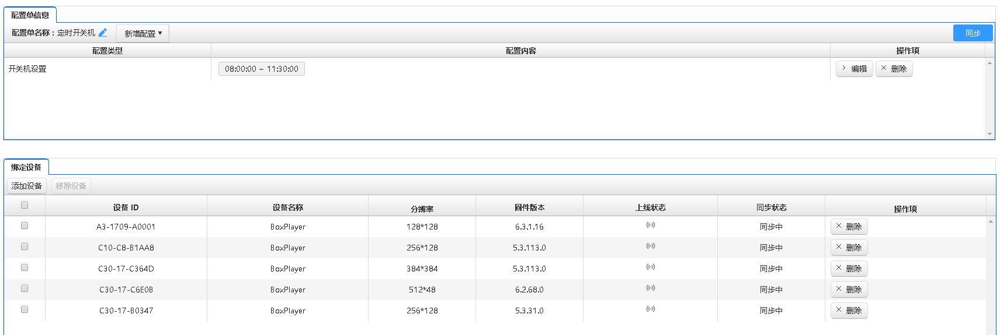 配置单信息
配置单名称：定时开关机 新增配置▼ 同步
配置类型 配置内容 操作项
开关机设置 08:00:00 ~ 11:30:00 编辑 删除
绑定设备
添加设备 移除设备
设备 ID 设备名称 分辨率 固件版本 上线状态 同步状态 操作项
A3-1709-A0001 BoxPlayer 128*128 6.3.1.16 同步中 删除
C10-C8-B1AA8 BoxPlayer 256*128 5.3.113.0 同步中 删除
C30-17-C364D BoxPlayer 384*384 5.3.113.0 同步中 删除
C30-17-C6E0B BoxPlayer 512*48 6.2.68.0 同步中 删除
C30-17-B0347 BoxPlayer 256*128 5.3.31.0 同步中 删除